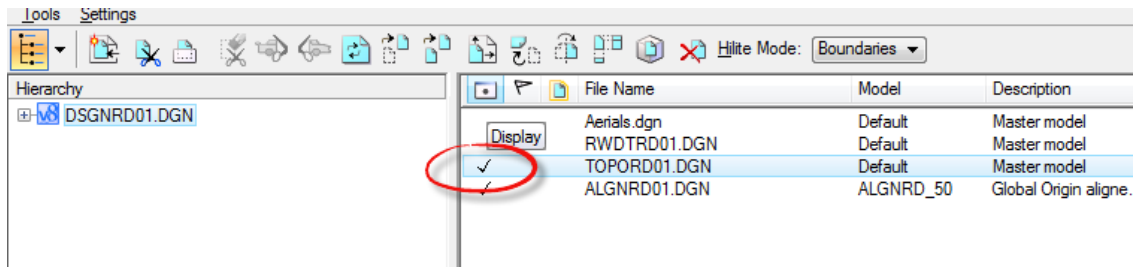 Tools Settings
Hilite Mode: Boundaries
Hierarchy File Name Model Description
V8 DSGNRD01.DGN
Aerials.dgn Default Master model
Display
RWDTRD01.DGN Default Master model
TOPORD01.DGN Default Master model
ALGNRD01.DGN ALGNRD_50 Global Origin aligne..